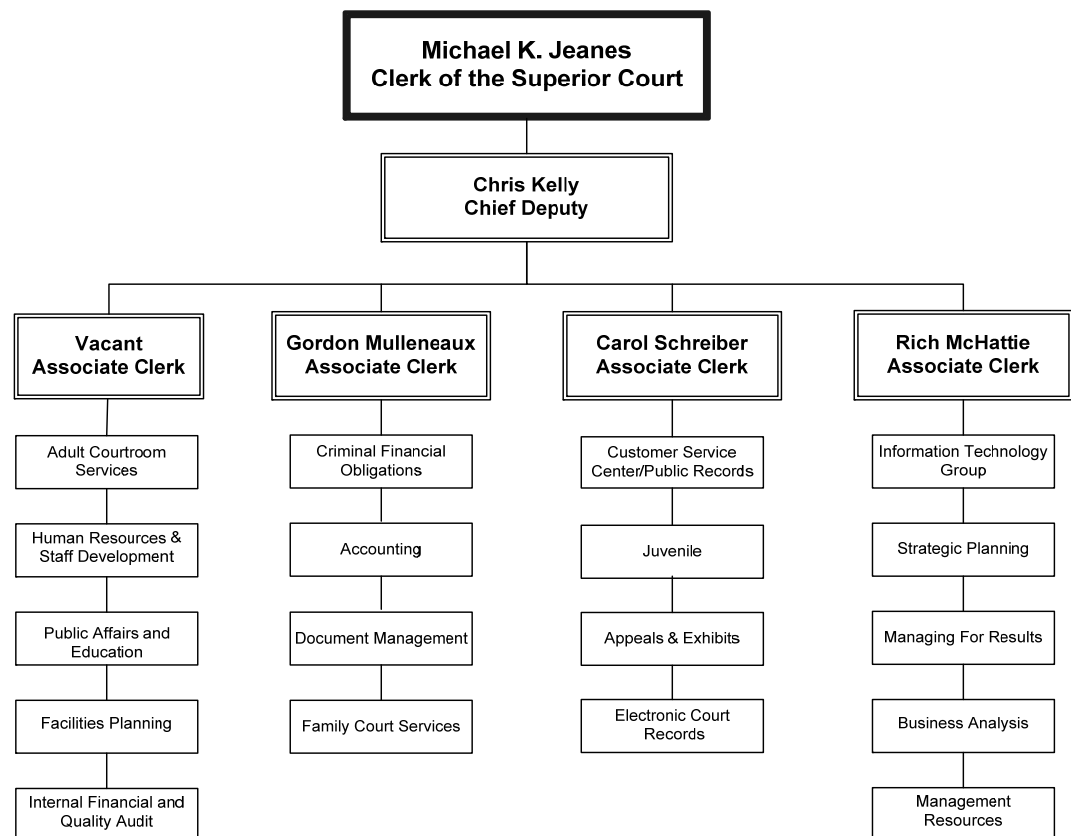 Michael K. Jeanes
Clerk of the Superior Court
Chris Kelly
Chief Deputy
Vacant
Associate Clerk
Adult Courtroom
Services
Human Resources &
Staff Development
Public Affairs and
Education
Facilities Planning
Internal Financial and
Quality Audit
Gordon Mulleneaux
Associate Clerk
Criminal Financial
Obligations
Accounting
Document Management
Family Court Services
Carol Schreiber
Associate Clerk
Customer Service
Center/Public Records
Juvenile
Appeals & Exhibits
Electronic Court
Records
Rich McHattie
Associate Clerk
Information Technology
Group
Strategic Planning
Managing For Results
Business Analysis
Management
Resources